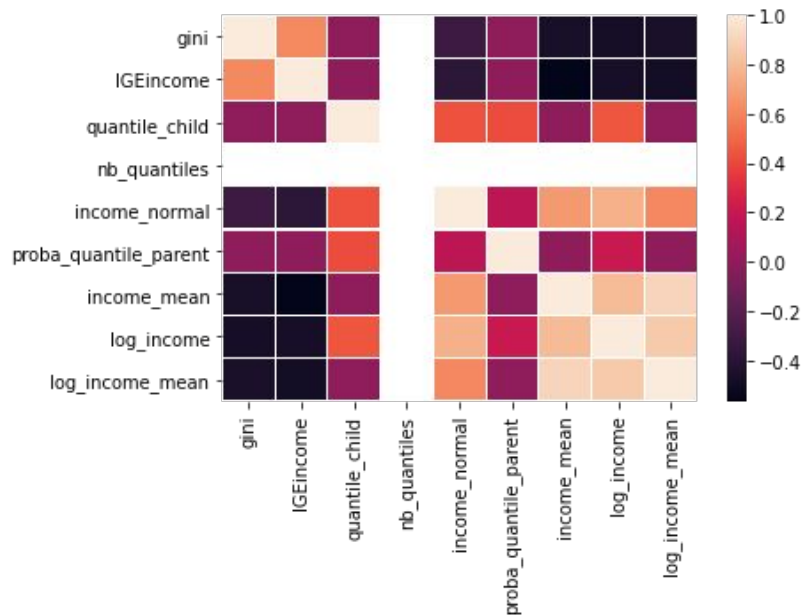 gini
IGEincome
quantile_child
nb_quantiles
income_normal
proba_quantile_parent
income_mean
log_income
log_income_mean
gini
IGEincome
quantile_child
nb_quantiles
income_normal
proba_quantile_parent
income_mean
log_income
log_income_mean
1.0
0.8
0.6
0.4
0.2
0.0
−0.2
−0.4